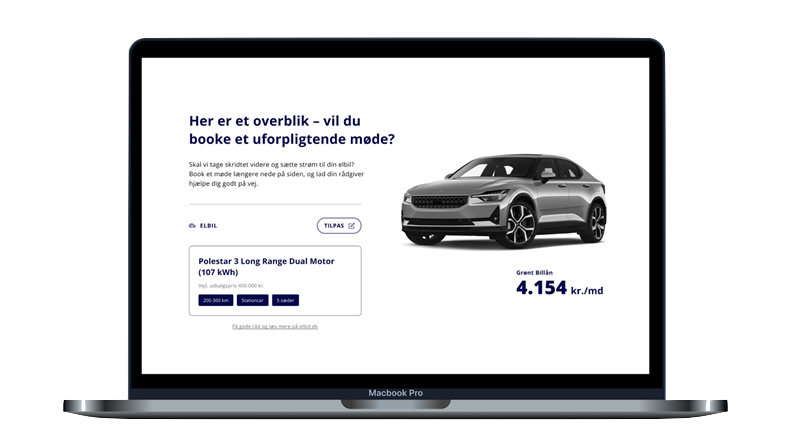 Her er et overblik – vil du
booke et uforpligtende møde?
Skal vi tage skridtet videre og sætte strøm til din elbil?
Book et møde længere nede på siden, og lad din rådgiver
hjælpe dig godt på vej.
ELBIL
TILPAS
Polestar 3 Long Range Dual Motor
(107 kWh)
Vejl. udsalgspris 400.000 kr.
200-300 km
Stationcar
5 sæder
Få gode råd og læs mere på elbil.dk
Grønt Billån
4.154 kr./md
Macbook Pro